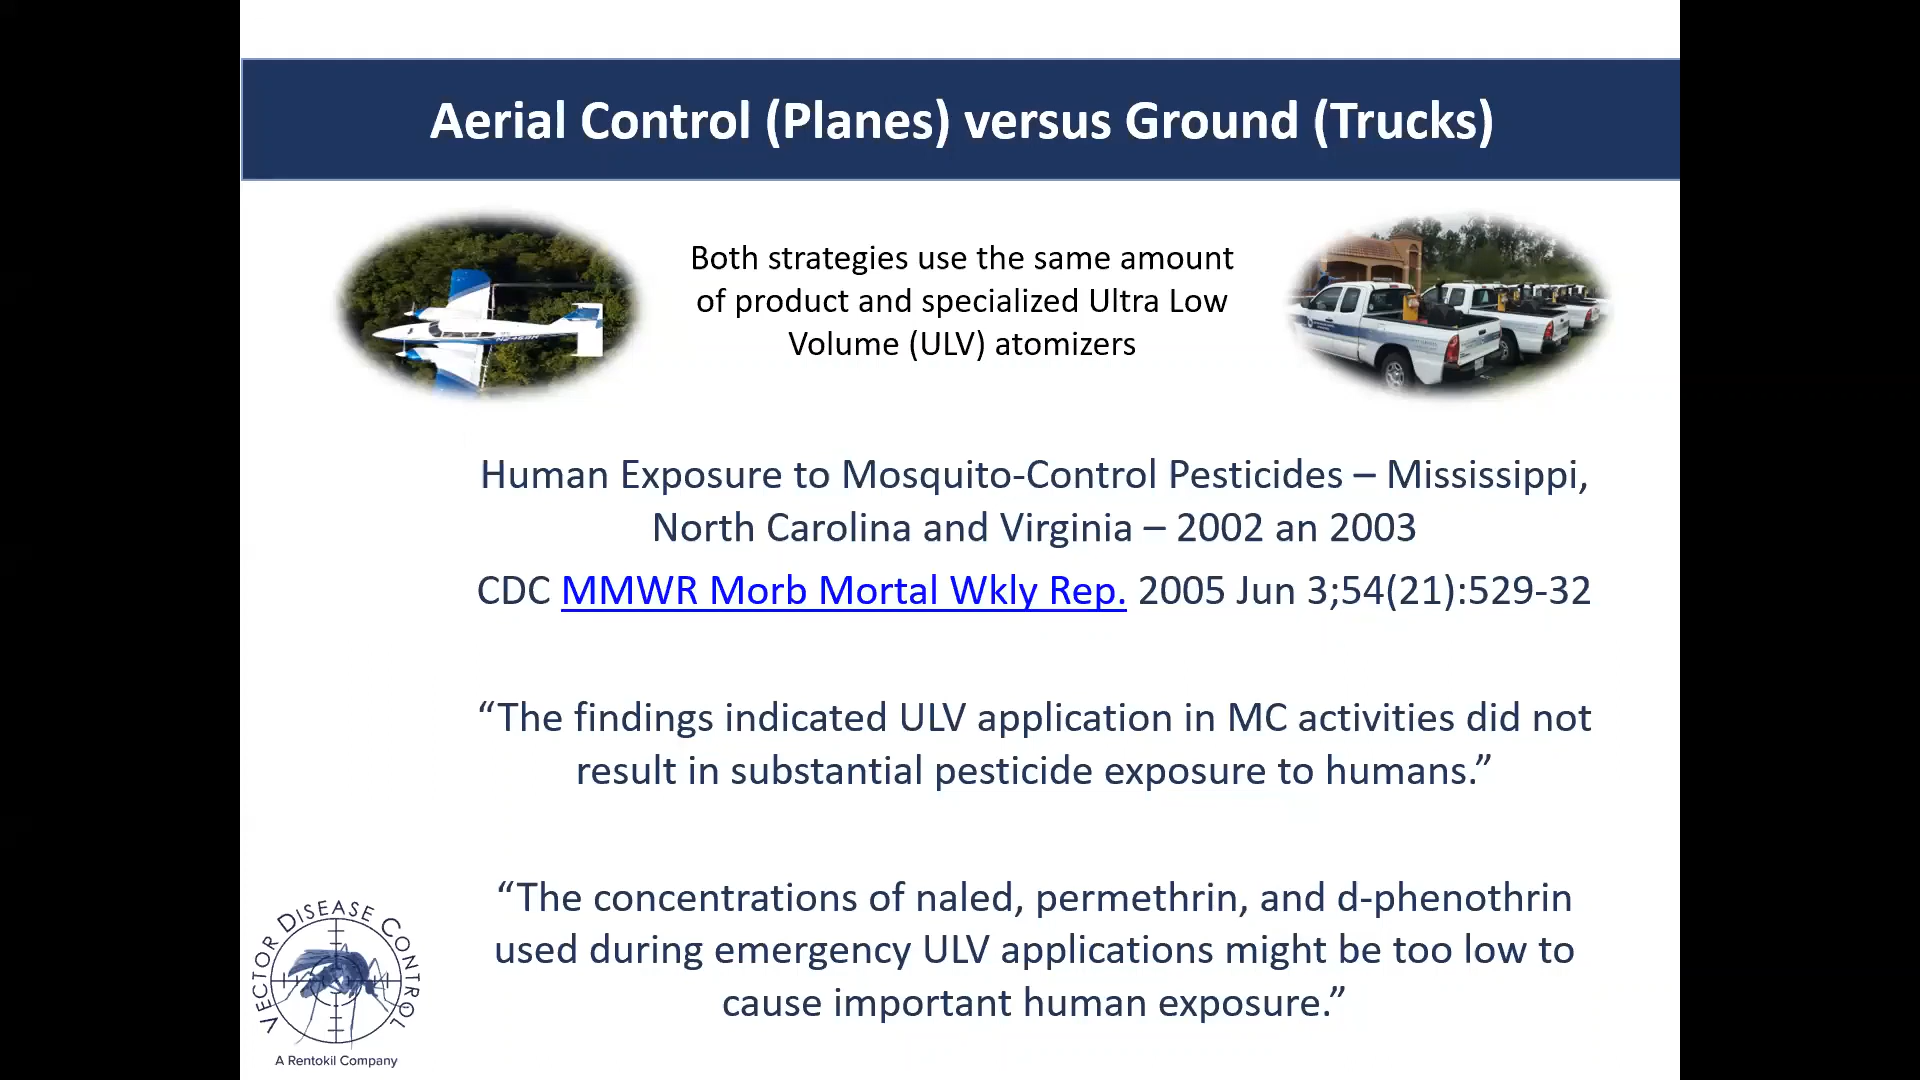 Aerial Control (Planes) versus Ground (Trucks)
Both strategies use the same amount
of product and specialized Ultra Low
Volume (ULV) atomizers
Human Exposure to Mosquito-Control Pesticides – Mississippi,
North Carolina and Virginia – 2002 an 2003
CDC MMWR Morb Mortal Wkly Rep. 2005 Jun 3;54(21):529-32
“The findings indicated ULV application in MC activities did not
result in substantial pesticide exposure to humans.”
“The concentrations of naled, permethrin, and d-phenothrin
used during emergency ULV applications might be too low to
cause important human exposure.”
VECTOR DISEASE CONTROL
A Rentokil Company